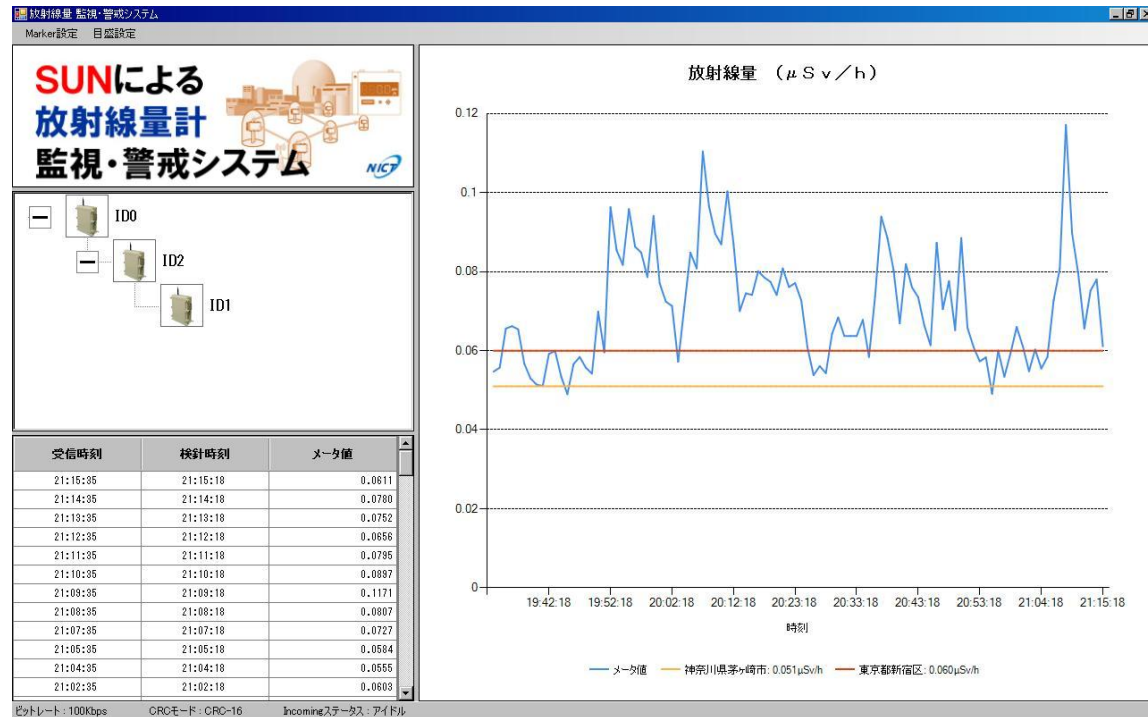 放射線量 監視・警戒システム
Marker設定 目盛設定
SUNによる
放射線量計
監視・警戒システム
NICT
ID0
ID2
ID1
受信時刻 検針時刻 メータ値
21:15:35 21:15:18 0.0611
21:14:35 21:14:18 0.0780
21:13:35 21:13:18 0.0752
21:12:35 21:12:18 0.0656
21:11:35 21:11:18 0.0795
21:10:35 21:10:18 0.0897
21:09:35 21:09:18 0.1171
21:08:35 21:08:18 0.0807
21:07:35 21:07:18 0.0727
21:05:35 21:05:18 0.0584
21:04:35 21:04:18 0.0555
21:02:35 21:02:18 0.0603
ビットレート : 100Kbps CRCモード : CRC-16 Incomingステータス : アイドル
放射線量 (μSv/h)
0.12
0.1
0.08
0.06
0.04
0.02
0
19:42:18 19:52:18 20:02:18 20:12:18 20:23:18 20:33:18 20:43:18 20:53:18 21:04:18 21:15:18
時刻
メータ値 神奈川県茅ヶ崎市: 0.051μSv/h 東京都新宿区: 0.060μSv/h